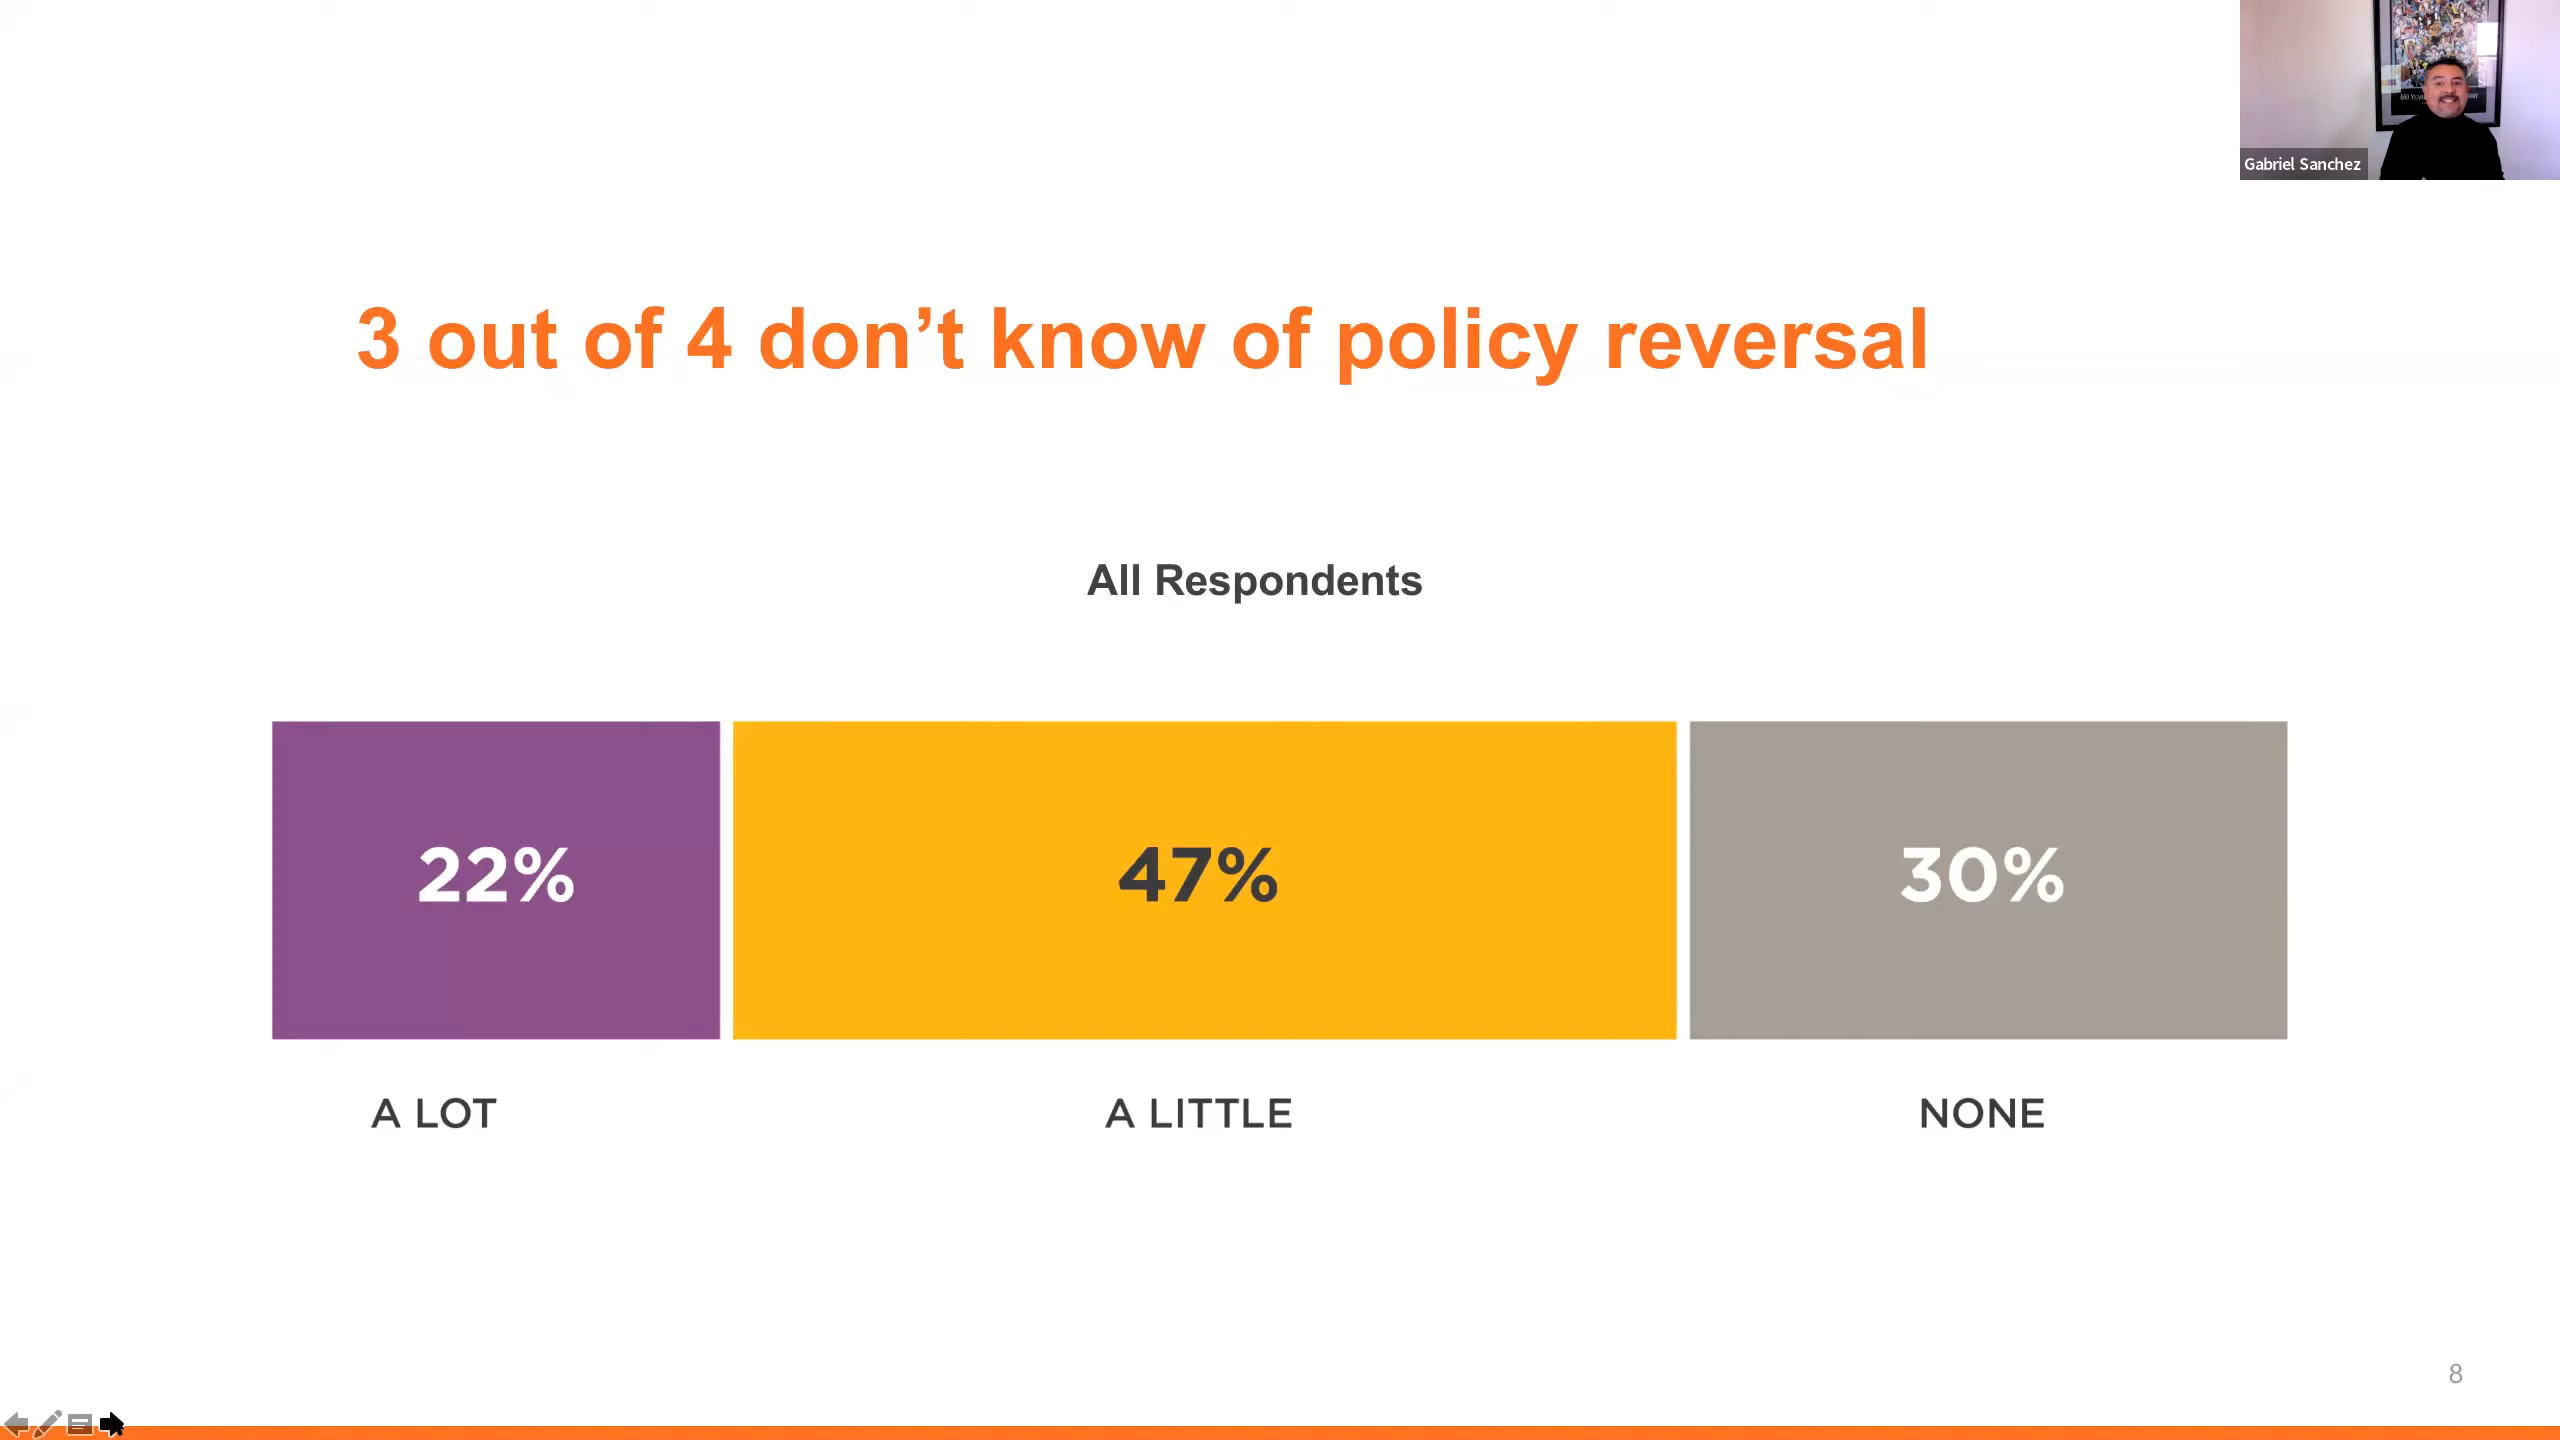 Gabriel Sanchez
3 out of 4 don’t know of policy reversal
All Respondents
22%
47%
30%
A LOT
A LITTLE
NONE
8